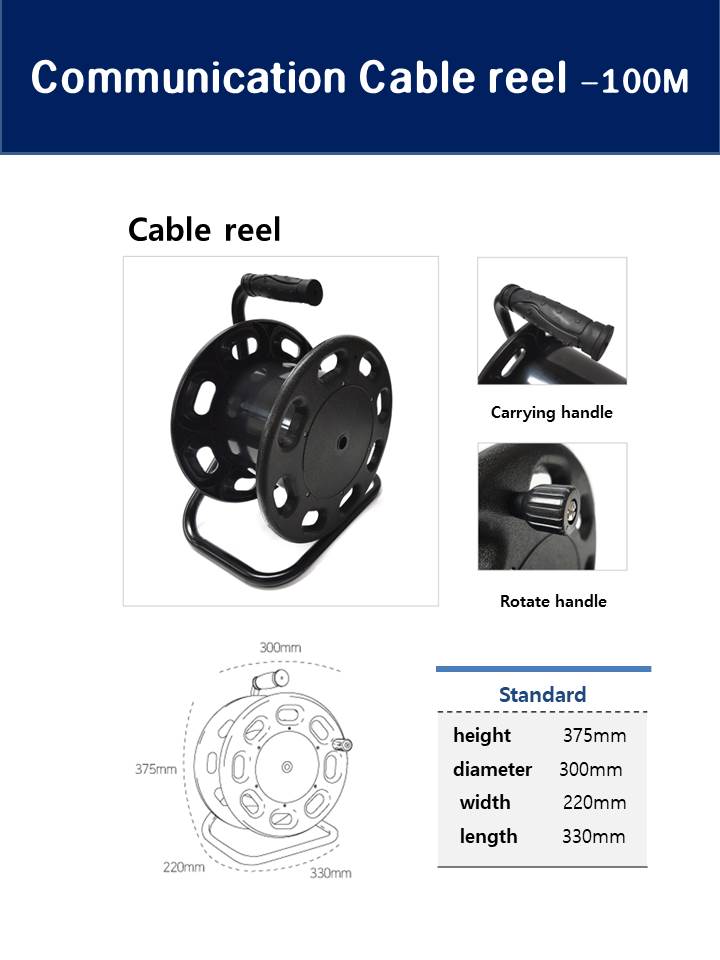 Communication Cable reel –100M
Cable reel
Carrying handle
Rotate handle
300mm
375mm
220mm
330mm
Standard
height 375mm
diameter 300mm
width 220mm
length 330mm